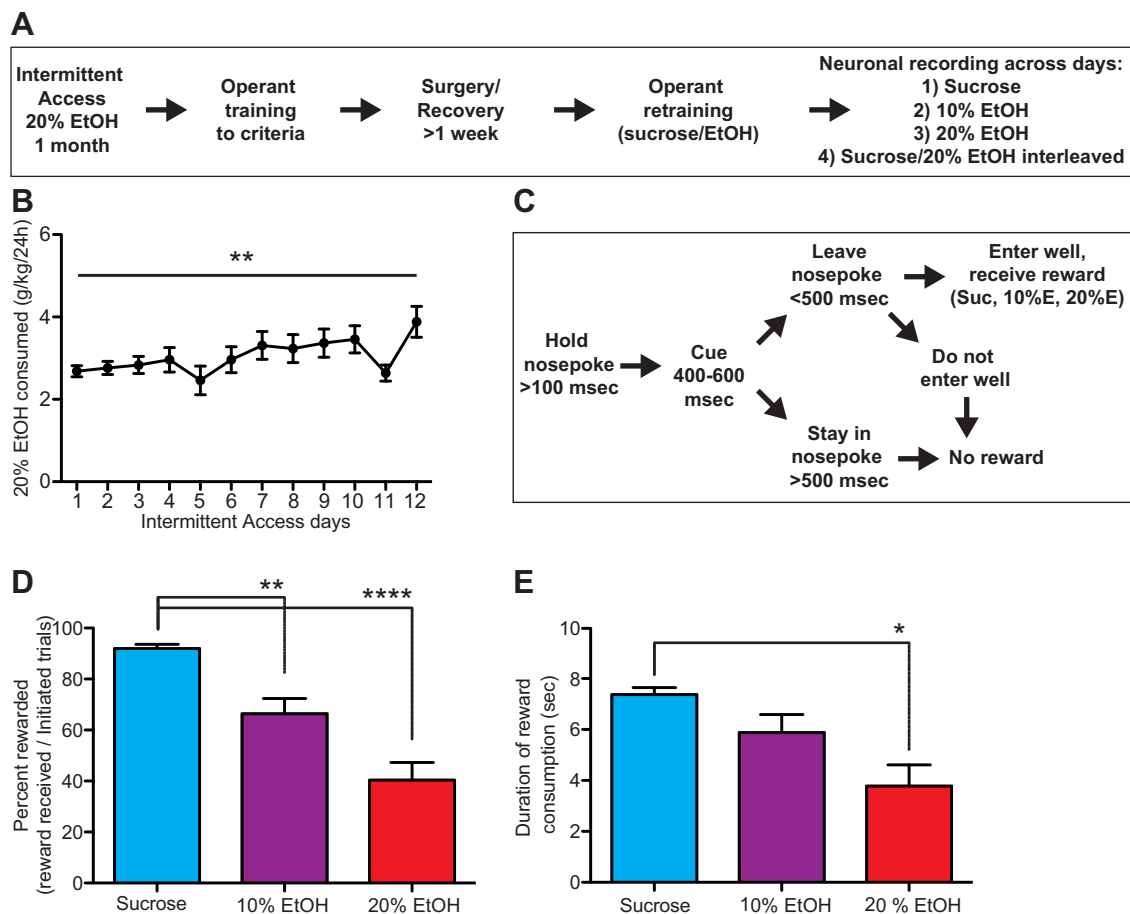 A
Intermittent
Access
20% EtOH
1 month
Operant
training
to criteria
Surgery/
Recovery
>1 week
Operant
retraining
(sucrose/EtOH)
Neuronal recording across days:
1) Sucrose
2) 10% EtOH
3) 20% EtOH
4) Sucrose/20% EtOH interleaved
B
20% EtOH consumed (g/kg/24h)
6
4
2
0
**
1 2 3 4 5 6 7 8 9 10 11 12
Intermittent Access days
C
Hold
nosepoke
>100 msec
Cue
400-600
msec
Leave
nosepoke
<500 msec
Enter well,
receive reward
(Suc, 10%E, 20%E)
Do not
enter well
Stay in
nosepoke
>500 msec
No reward
D
Percent rewarded
(reward received / Initiated trials)
100
80
60
40
20
0
**
****
Sucrose 10% EtOH 20% EtOH
E
Duration of reward
consumption (sec)
10
8
6
4
2
0
*
Sucrose 10% EtOH 20 % EtOH